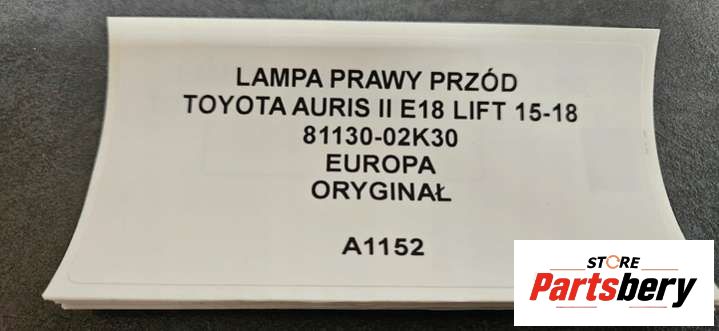 LAMPA PRAWY PRZÓD
TOYOTA AURIS II E18 LIFT 15-18
81130-02K30
EUROPA
ORYGINAŁ
A1152
STORE
Partsbery